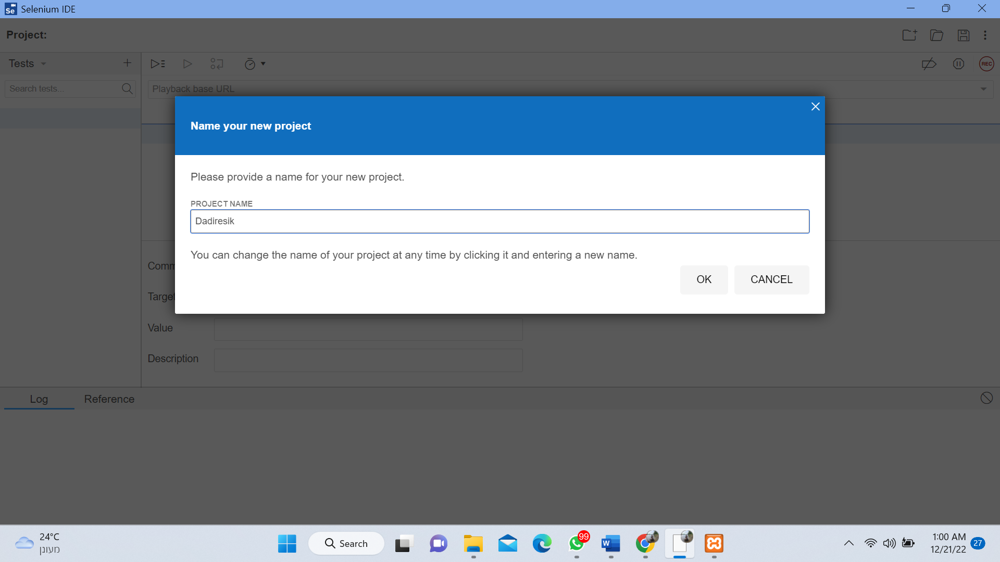 Selenium IDE
Project:
Tests
REC
Search tests...
Playback base URL
Name your new project
Please provide a name for your new project.
PROJECT NAME
Dadiresik
You can change the name of your project at any time by clicking it and entering a new name.
Comm
OK
CANCEL
Target
Value
Description
Log
Reference
24°C
מעונן
Search
99
1:00 AM
12/21/22
27